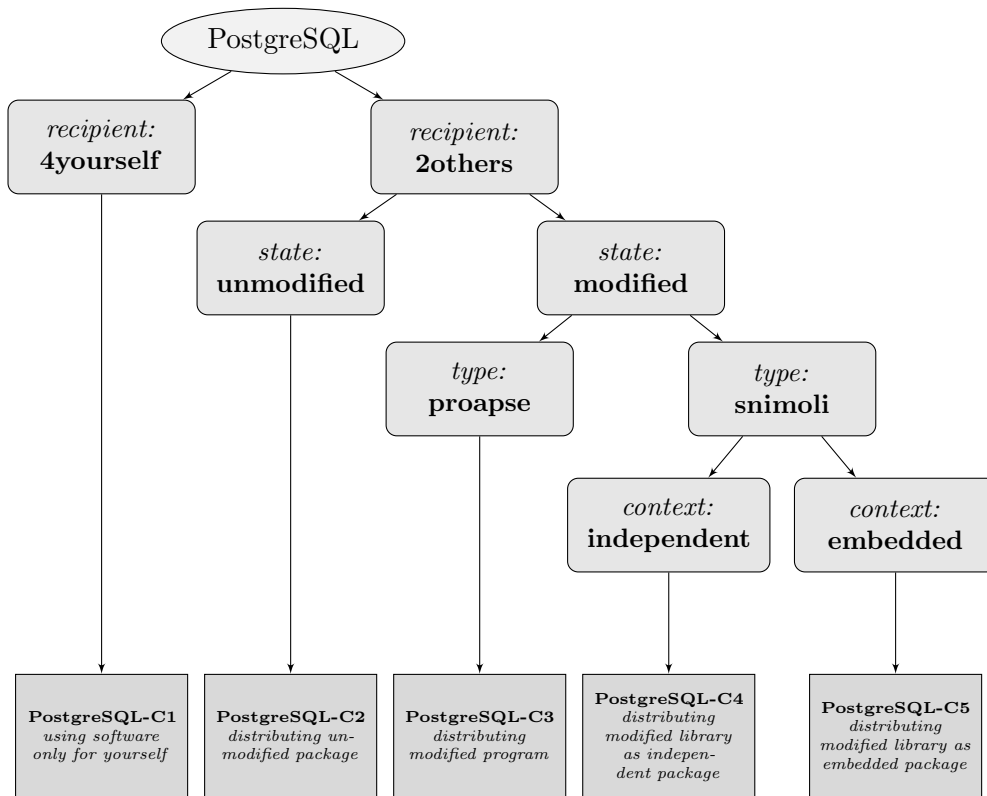 PostgreSQL
recipient:
4yourself
recipient:
2others
state:
unmodified
state:
modified
type:
proapse
type:
snimoli
context:
independent
context:
embedded
PostgreSQL-C1
using software
only for yourself
PostgreSQL-C2
distributing un-
modified package
PostgreSQL-C3
distributing
modified program
PostgreSQL-C4
distributing
modified library
as indepen-
dent package
PostgreSQL-C5
distributing
modified library as
embedded package